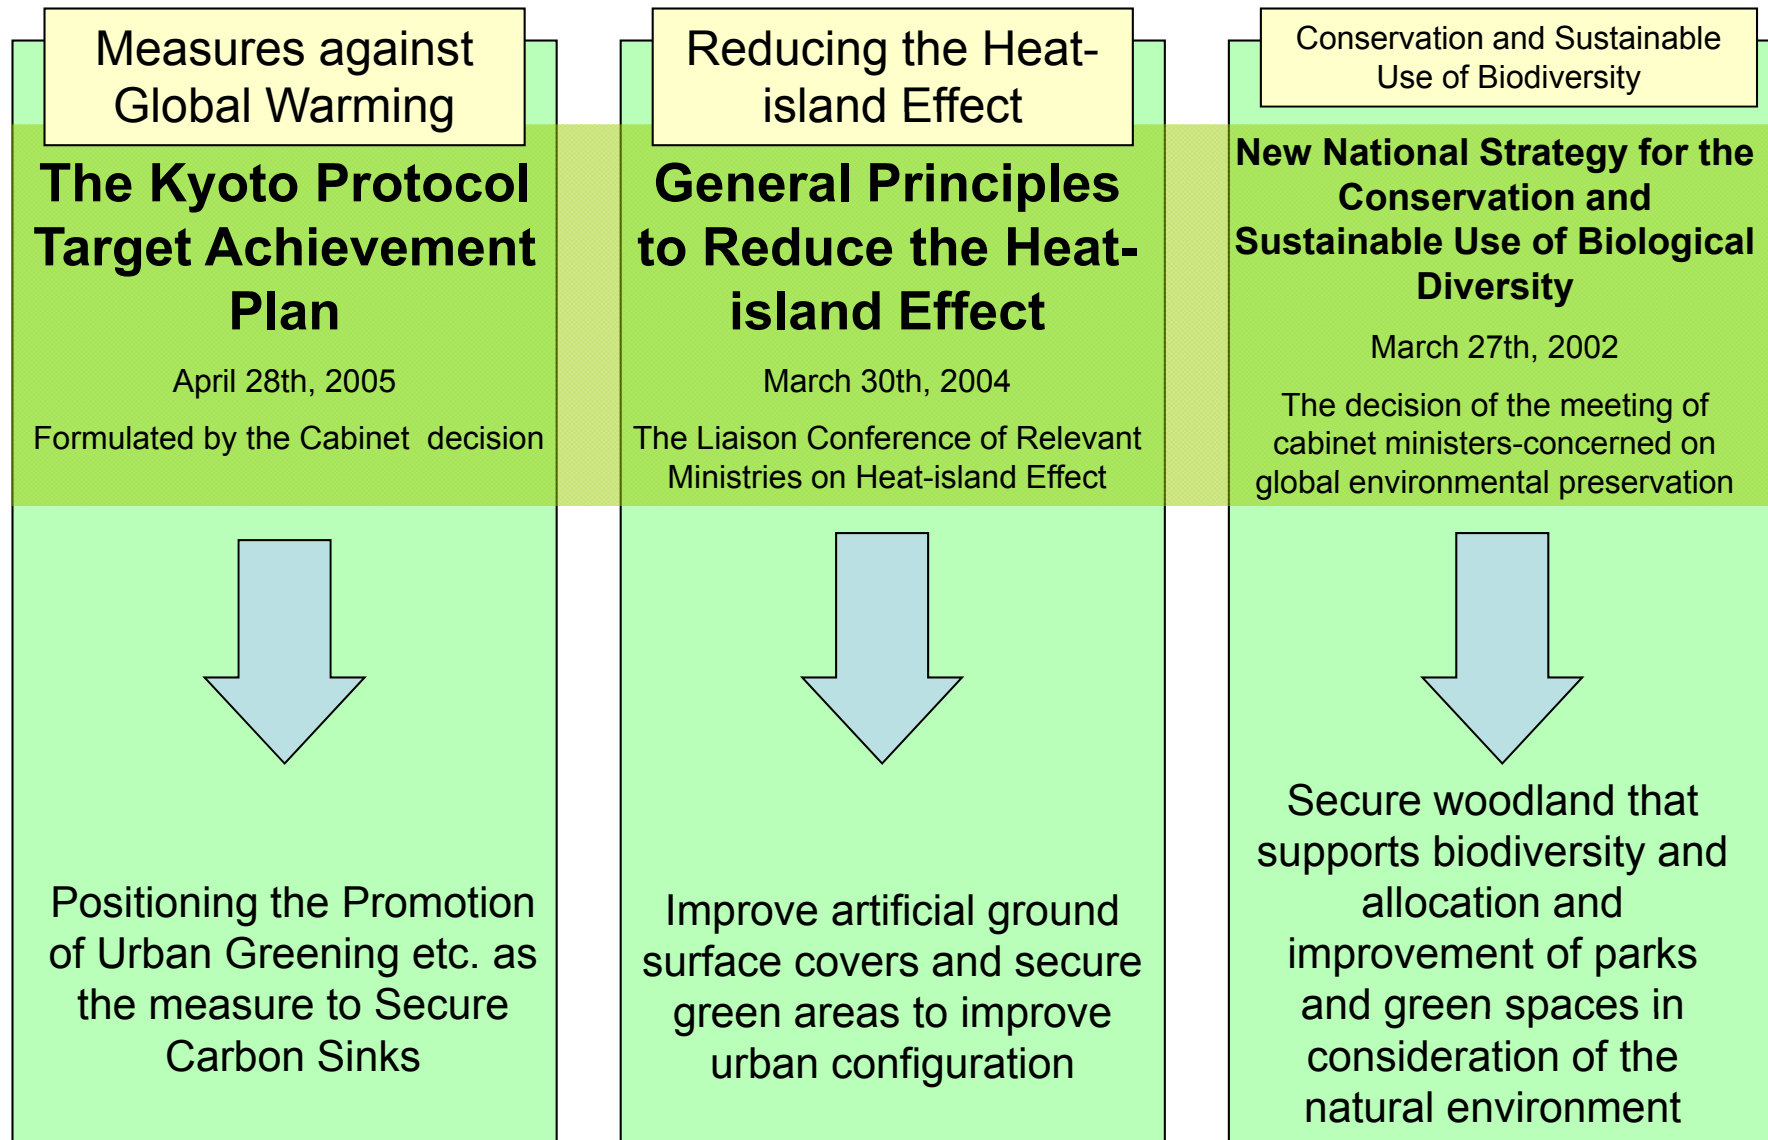 Measures against
Global Warming
The Kyoto Protocol
Target Achievement
Plan
April 28th, 2005
Formulated by the Cabinet decision
Positioning the Promotion
of Urban Greening etc. as
the measure to Secure
Carbon Sinks
Reducing the Heat-
island Effect
General Principles
to Reduce the Heat-
island Effect
March 30th, 2004
The Liaison Conference of Relevant
Ministries on Heat-island Effect
Improve artificial ground
surface covers and secure
green areas to improve
urban configuration
Conservation and Sustainable
Use of Biodiversity
New National Strategy for the
Conservation and
Sustainable Use of Biological
Diversity
March 27th, 2002
The decision of the meeting of
cabinet ministers-concerned on
global environmental preservation
Secure woodland that
supports biodiversity and
allocation and
improvement of parks
and green spaces in
consideration of the
natural environment